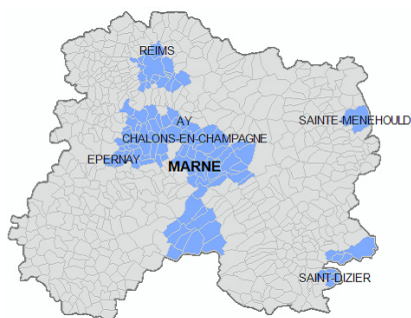 REIMS
AY
SAINTE-MENEHOULD
CHALONS-EN-CHAMPAGNE
EPERNAY
MARNE
SAINT-DIZIER